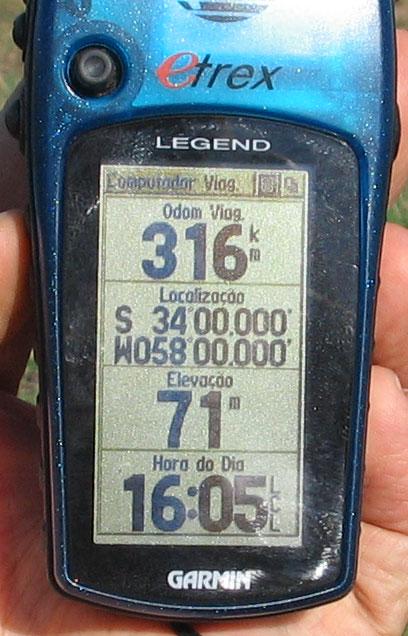 etrex
LEGEND
Computador Viag.
Odom Viag.
316 km
Localização
S 34°00.000'
W058°00.000'
Elevação
71 m
Hora do Dia
16:05 LCL
GARMIN